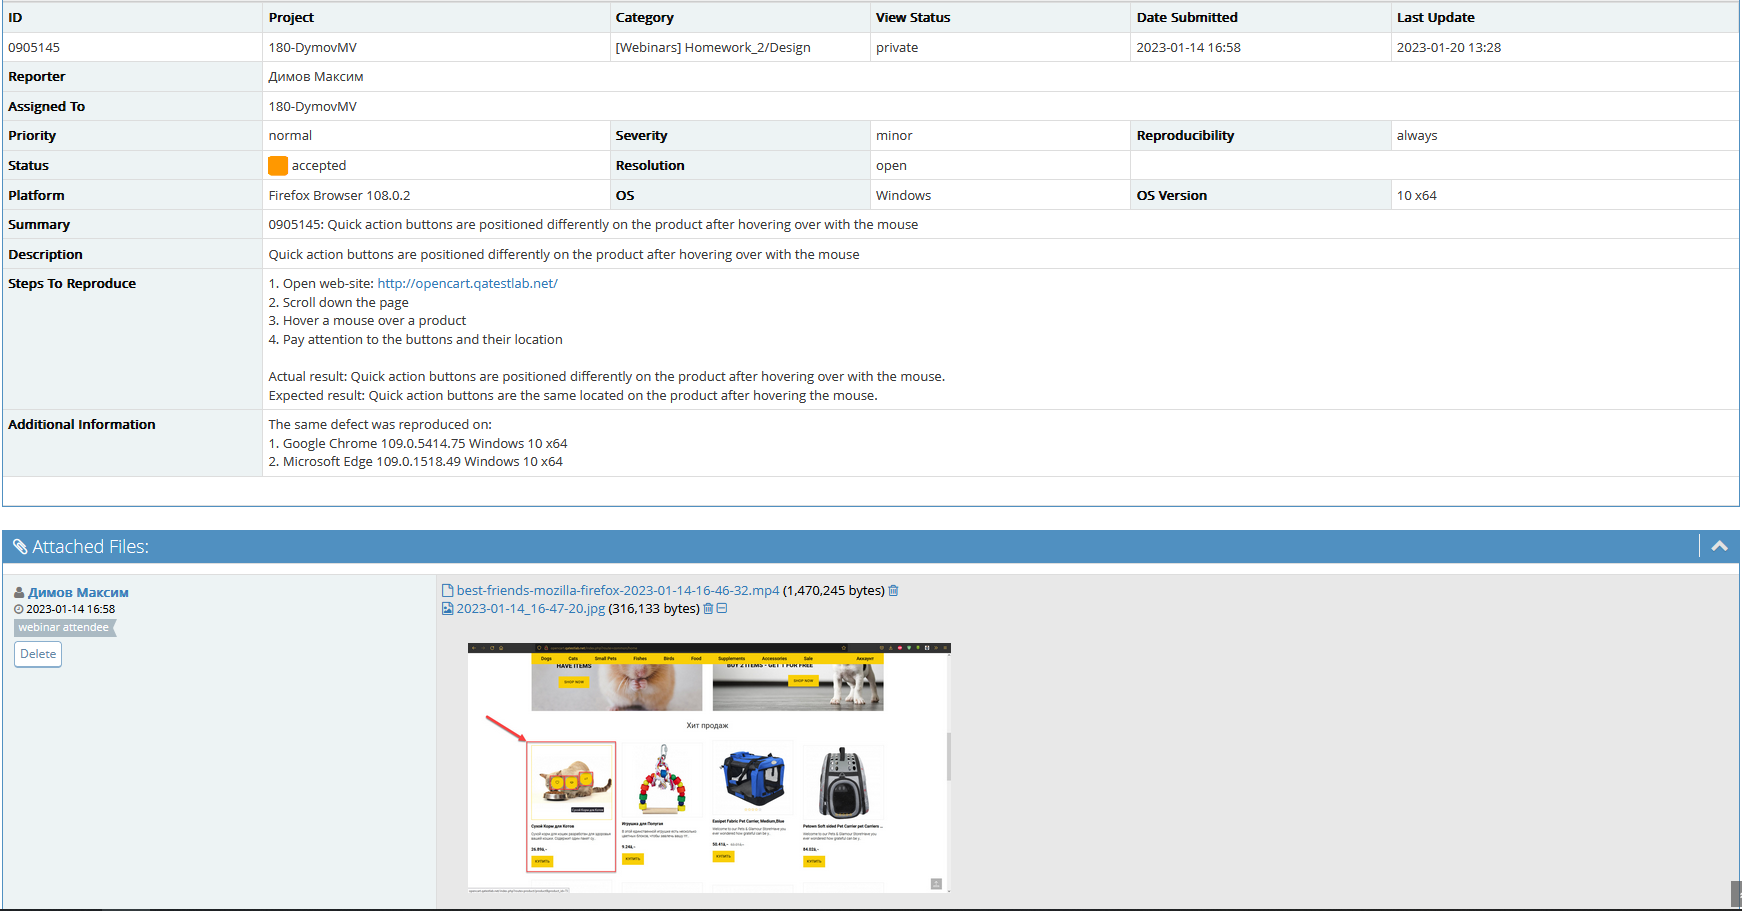 ID Project Category View Status Date Submitted Last Update
0905145 180-DymovMV [Webinars] Homework_2/Design private 2023-01-14 16:58 2023-01-20 13:28
Reporter Димов Максим
Assigned To 180-DymovMV
Priority normal Severity minor Reproducibility always
Status accepted Resolution open
Platform Firefox Browser 108.0.2 OS Windows OS Version 10 x64
Summary 0905145: Quick action buttons are positioned differently on the product after hovering over with the mouse
Description Quick action buttons are positioned differently on the product after hovering over with the mouse
Steps To Reproduce 1. Open web-site: http://opencart.qatestlab.net/
2. Scroll down the page
3. Hover a mouse over a product
4. Pay attention to the buttons and their location
Actual result: Quick action buttons are positioned differently on the product after hovering over with the mouse.
Expected result: Quick action buttons are the same located on the product after hovering the mouse.
Additional Information The same defect was reproduced on:
1. Google Chrome 109.0.5414.75 Windows 10 x64
2. Microsoft Edge 109.0.1518.49 Windows 10 x64
Attached Files:
Димов Максим
2023-01-14 16:58
webinar attendee
Delete
best-friends-mozilla-firefox-2023-01-14-16-46-32.mp4 (1,470,245 bytes)
2023-01-14_16-47-20.jpg (316,133 bytes)
Dogs Cats Small Pets Fishes Birds Food Supplements Accessories Sale Аккаунт
HAVE ITEMS BUY 2 ITEMS - GET 1 FOR FREE
SHOP NOW SHOP NOW
Хит продаж
Сухой Корм для Котов Игрушка для Попугая Easipet Fabric Pet Carrier, Medium,Blue Petown Soft sided Pet Carrier pet Carriers ...
КУПИТЬ КУПИТЬ КУПИТЬ КУПИТЬ